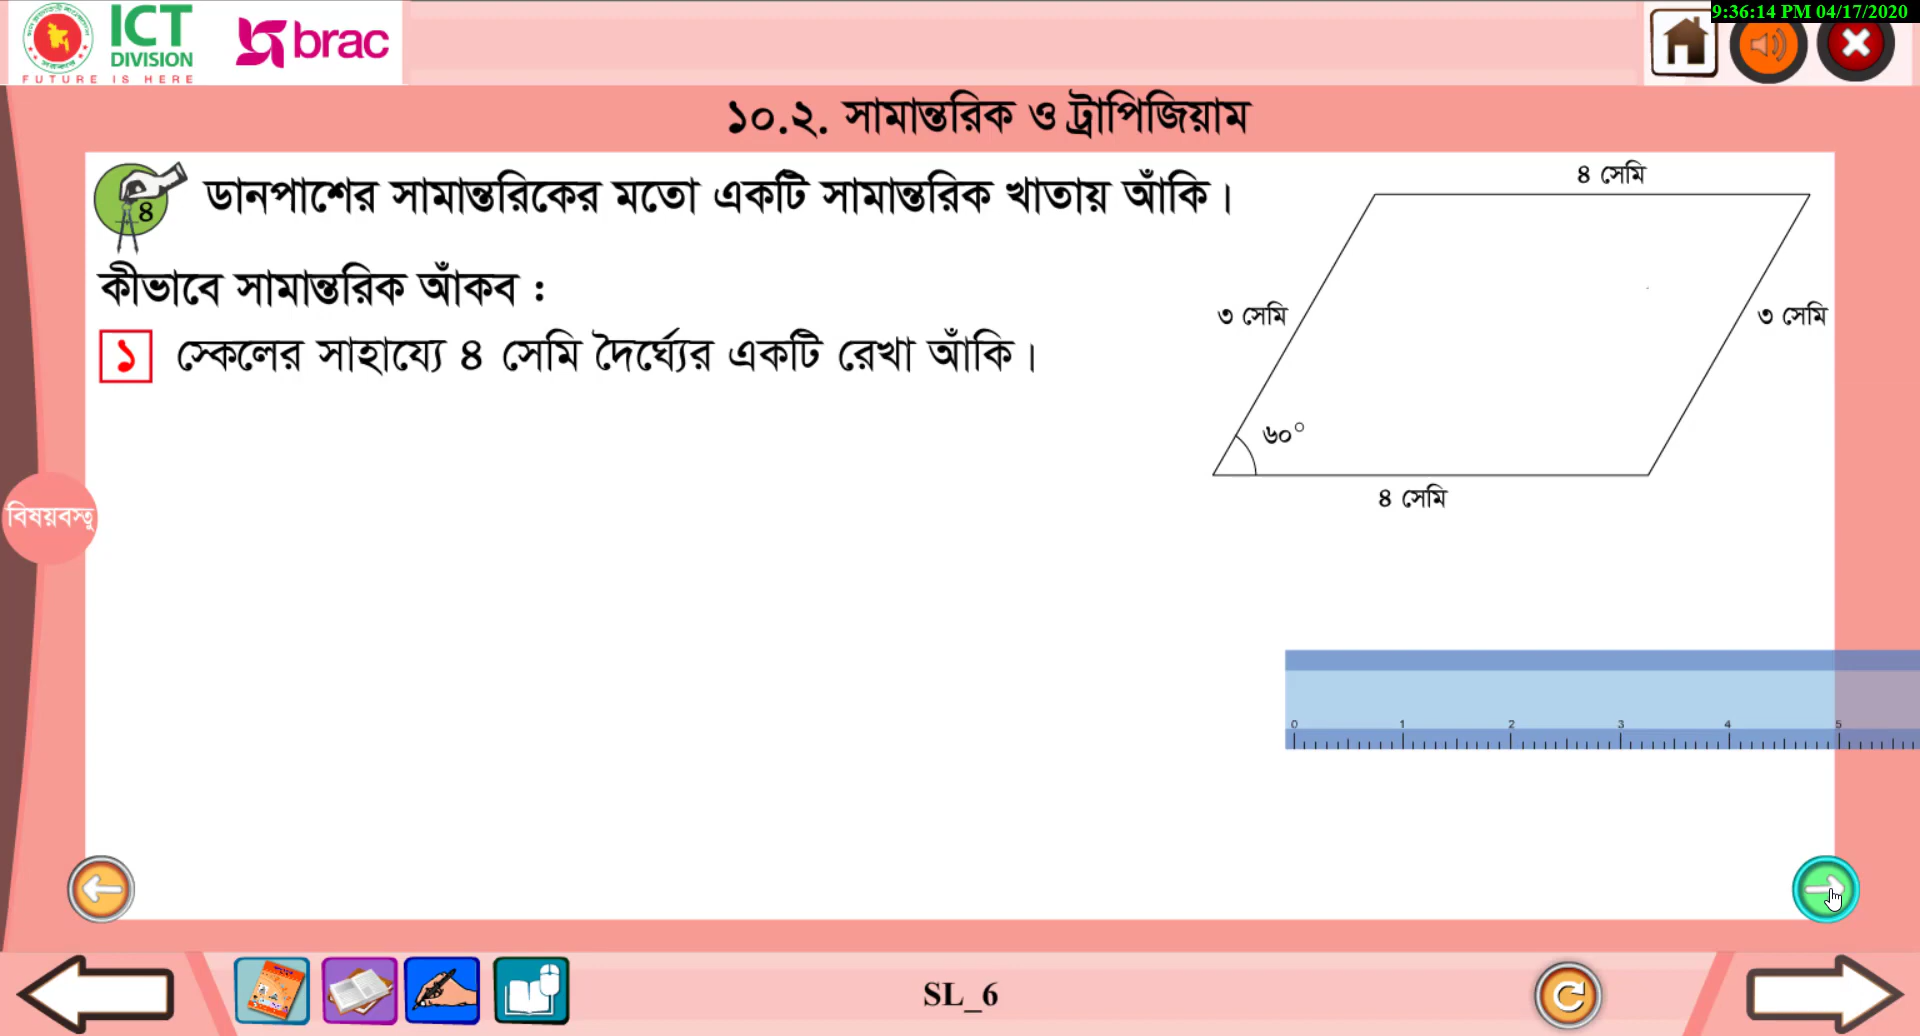 9:36:14 PM 04/17/2020
ICT
DIVISION
FUTURE IS HERE
brac
১০.২. সামান্তরিক ও ট্রাপিজিয়াম
৪
ডানপাশের সামান্তরিকের মতো একটি সামান্তরিক খাতায় আঁকি।
কীভাবে সামান্তরিক আঁকব :
১ স্কেলের সাহায্যে ৪ সেমি দৈর্ঘ্যের একটি রেখা আঁকি।
৪ সেমি
৩ সেমি
৩ সেমি
৬০°
৪ সেমি
বিষয়বস্তু
0 1 2 3 4 5
SL_6